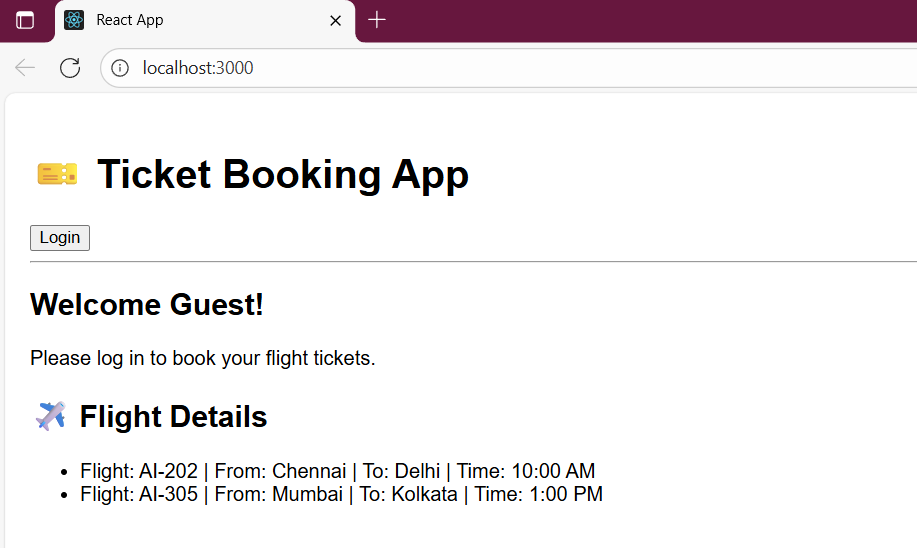 React App
localhost:3000
🎫 Ticket Booking App
Login
Welcome Guest!
Please log in to book your flight tickets.
✈️ Flight Details
• Flight: AI-202 | From: Chennai | To: Delhi | Time: 10:00 AM
• Flight: AI-305 | From: Mumbai | To: Kolkata | Time: 1:00 PM